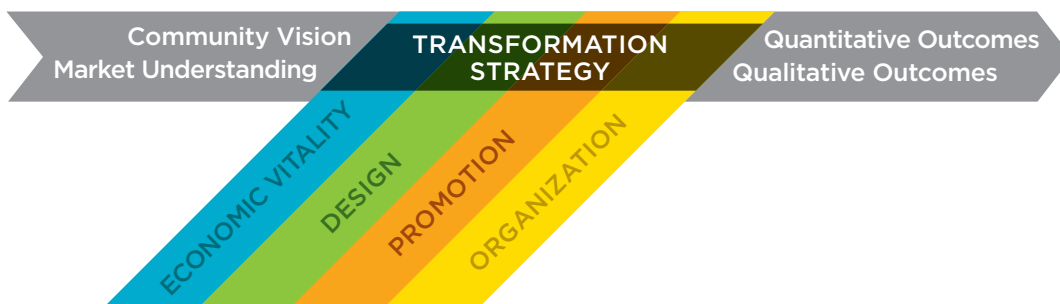 Community Vision
Market Understanding
TRANSFORMATION
STRATEGY
Quantitative Outcomes
Qualitative Outcomes
ECONOMIC VITALITY
DESIGN
PROMOTION
ORGANIZATION